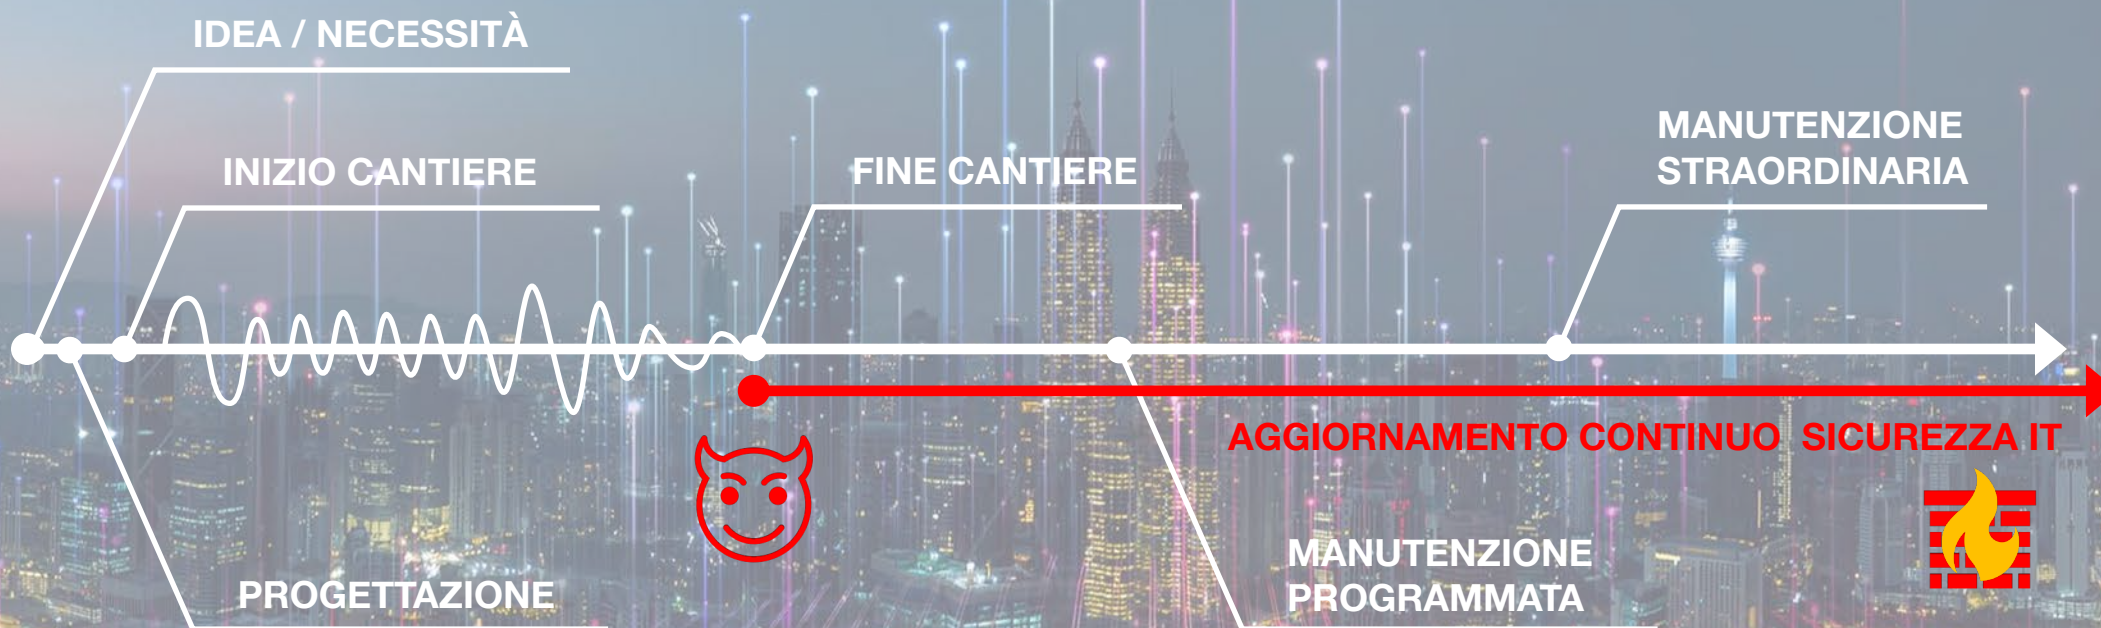 IDEA / NECESSITÀ
INIZIO CANTIERE
FINE CANTIERE
MANUTENZIONE
STRAORDINARIA
AGGIORNAMENTO CONTINUO SICUREZZA IT
MANUTENZIONE
PROGRAMMATA
PROGETTAZIONE